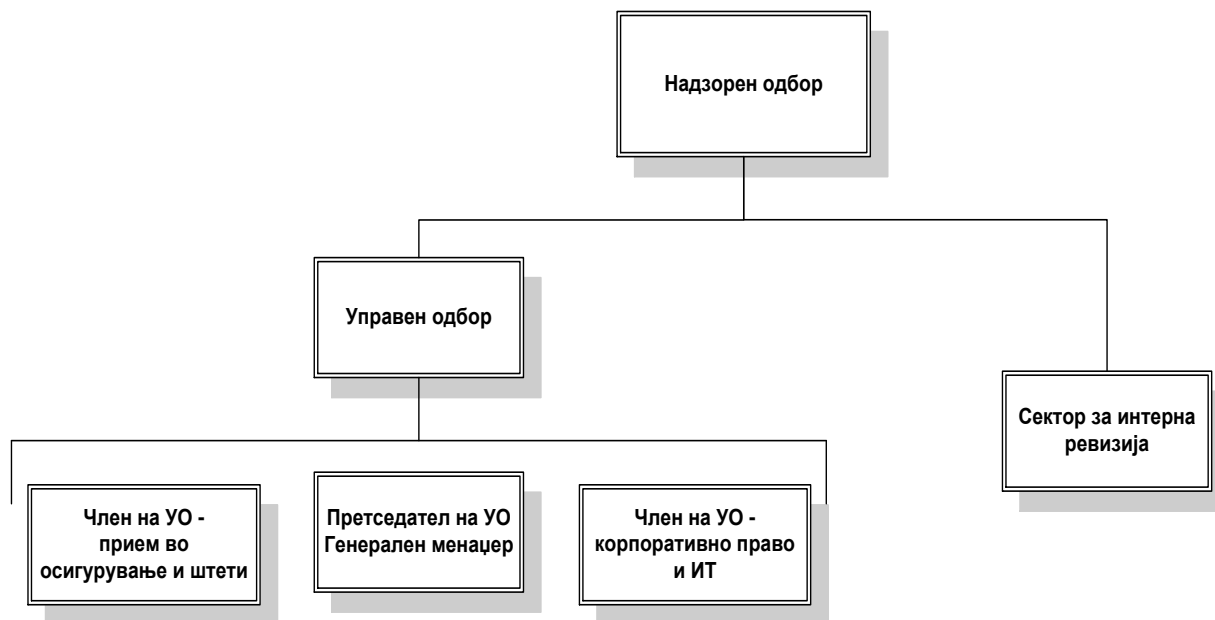 Надзорен одбор
Управен одбор
Сектор за интерна
ревизија
Член на УО -
прием во
осигурување и штети
Претседател на УО
Генерален менаџер
Член на УО -
корпоративно право
и ИТ